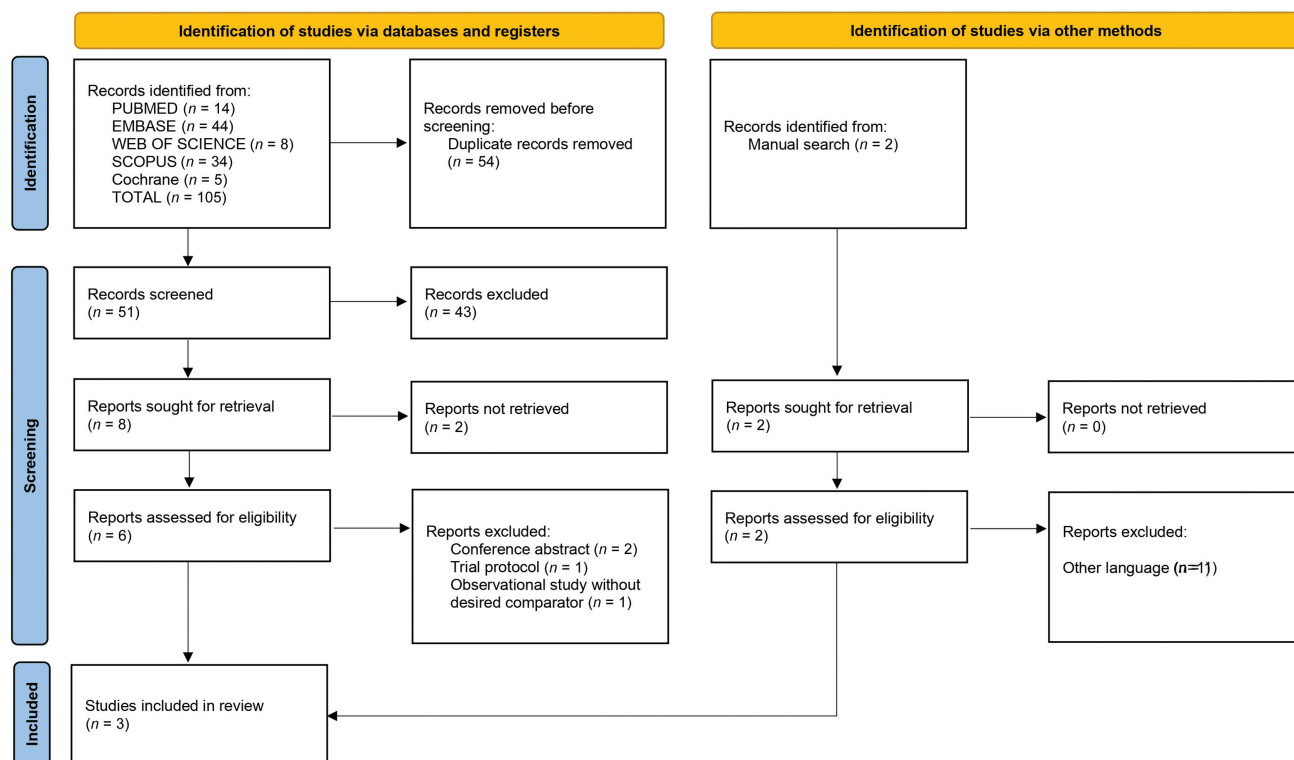 Identification of studies via databases and registers
Identification of studies via other methods
Identification
Records identified from:
PUBMED (n = 14)
EMBASE (n = 44)
WEB OF SCIENCE (n = 8)
SCOPUS (n = 34)
Cochrane (n = 5)
TOTAL (n = 105)
Records removed before
screening:
Duplicate records removed
(n = 54)
Records identified from:
Manual search (n = 2)
Screening
Records screened
(n = 51)
Records excluded
(n = 43)
Reports sought for retrieval
(n = 8)
Reports not retrieved
(n = 2)
Reports sought for retrieval
(n = 2)
Reports not retrieved
(n = 0)
Reports assessed for eligibility
(n = 6)
Reports excluded:
Conference abstract (n = 2)
Trial protocol (n = 1)
Observational study without
desired comparator (n = 1)
Reports assessed for eligibility
(n = 2)
Reports excluded:
Other language (n = 1)
Included
Studies included in review
(n = 3)